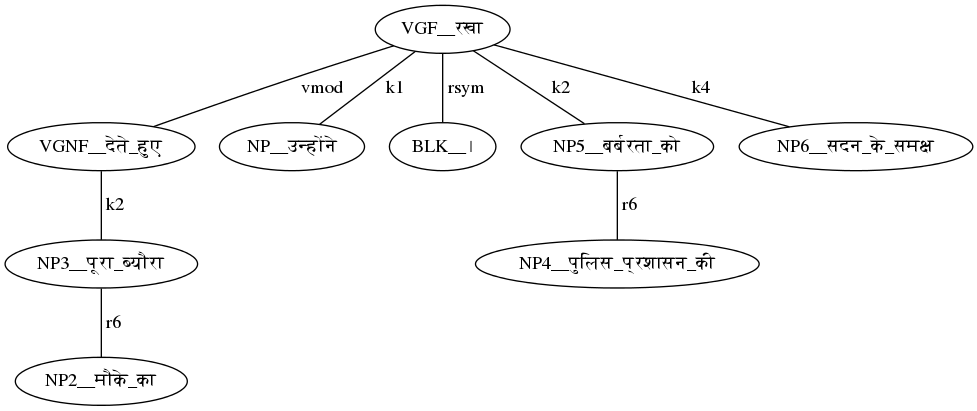 VGF__रखा
vmod k1 rsym k2 k4
VGNF__देते_हुए NP__उन्होंने BLK__। NP5__बर्बरता_को NP6__सदन_के_समक्ष
k2 r6
NP3__पूरा_ब्यौरा NP4__पुलिस_प्रशासन_की
r6
NP2__मौके_का